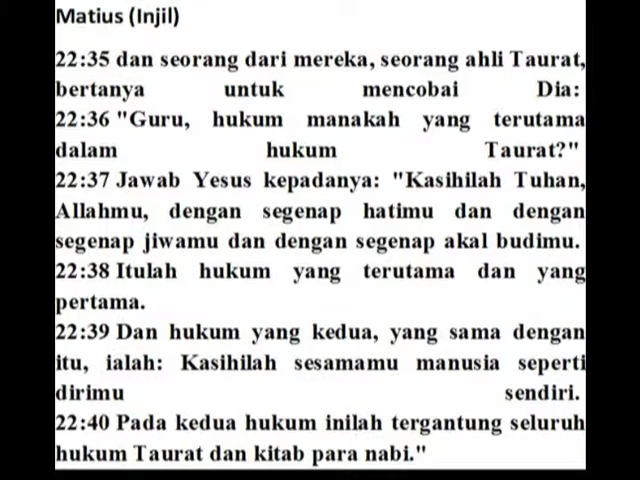 Matius (Injil)
22:35 dan seorang dari mereka, seorang ahli Taurat,
bertanya untuk mencobai Dia:
22:36 "Guru, hukum manakah yang terutama
dalam hukum Taurat?"
22:37 Jawab Yesus kepadanya: "Kasihilah Tuhan,
Allahmu, dengan segenap hatimu dan dengan
segenap jiwamu dan dengan segenap akal budimu.
22:38 Itulah hukum yang terutama dan yang
pertama.
22:39 Dan hukum yang kedua, yang sama dengan
itu, ialah: Kasihilah sesamamu manusia seperti
dirimu sendiri.
22:40 Pada kedua hukum inilah tergantung seluruh
hukum Taurat dan kitab para nabi."